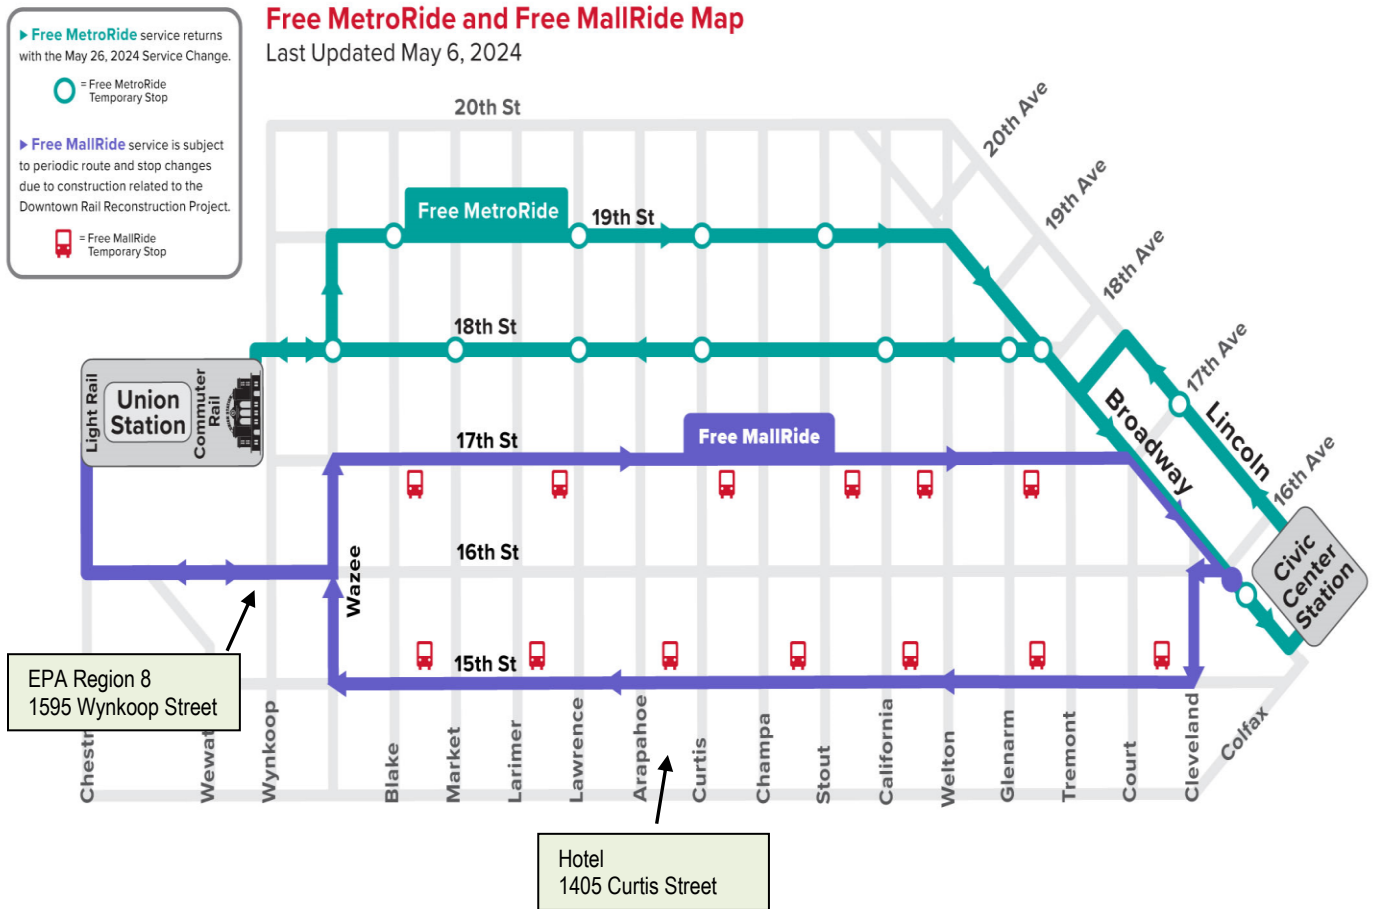 Free MetroRide and Free MallRide Map
Last Updated May 6, 2024
Free MetroRide service returns
with the May 26, 2024 Service Change.
= Free MetroRide
Temporary Stop
Free MallRide service is subject
to periodic route and stop changes
due to construction related to the
Downtown Rail Reconstruction Project.
= Free MallRide
Temporary Stop
20th St
20th Ave
Free MetroRide
19th St
19th Ave
18th Ave
18th St
17th Ave
Light Rail
Union
Station
Commuter
Rail
Broadway
Lincoln
17th St
Free MallRide
16th Ave
16th St
Wazee
Civic
Center
Station
15th St
EPA Region 8
1595 Wynkoop Street
Chestn
Wewat
Wynkoop
Blake
Market
Larimer
Lawrence
Arapahoe
Curtis
Champa
Stout
California
Welton
Glenarm
Tremont
Court
Cleveland
Colfax
Hotel
1405 Curtis Street